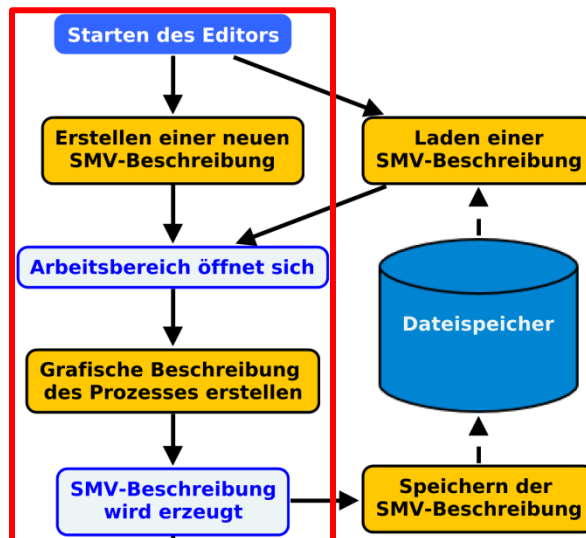 Starten des Editors
Erstellen einer neuen
SMV-Beschreibung
Laden einer
SMV-Beschreibung
Arbeitsbereich öffnet sich
Dateispeicher
Grafische Beschreibung
des Prozesses erstellen
SMV-Beschreibung
wird erzeugt
Speichern der
SMV-Beschreibung